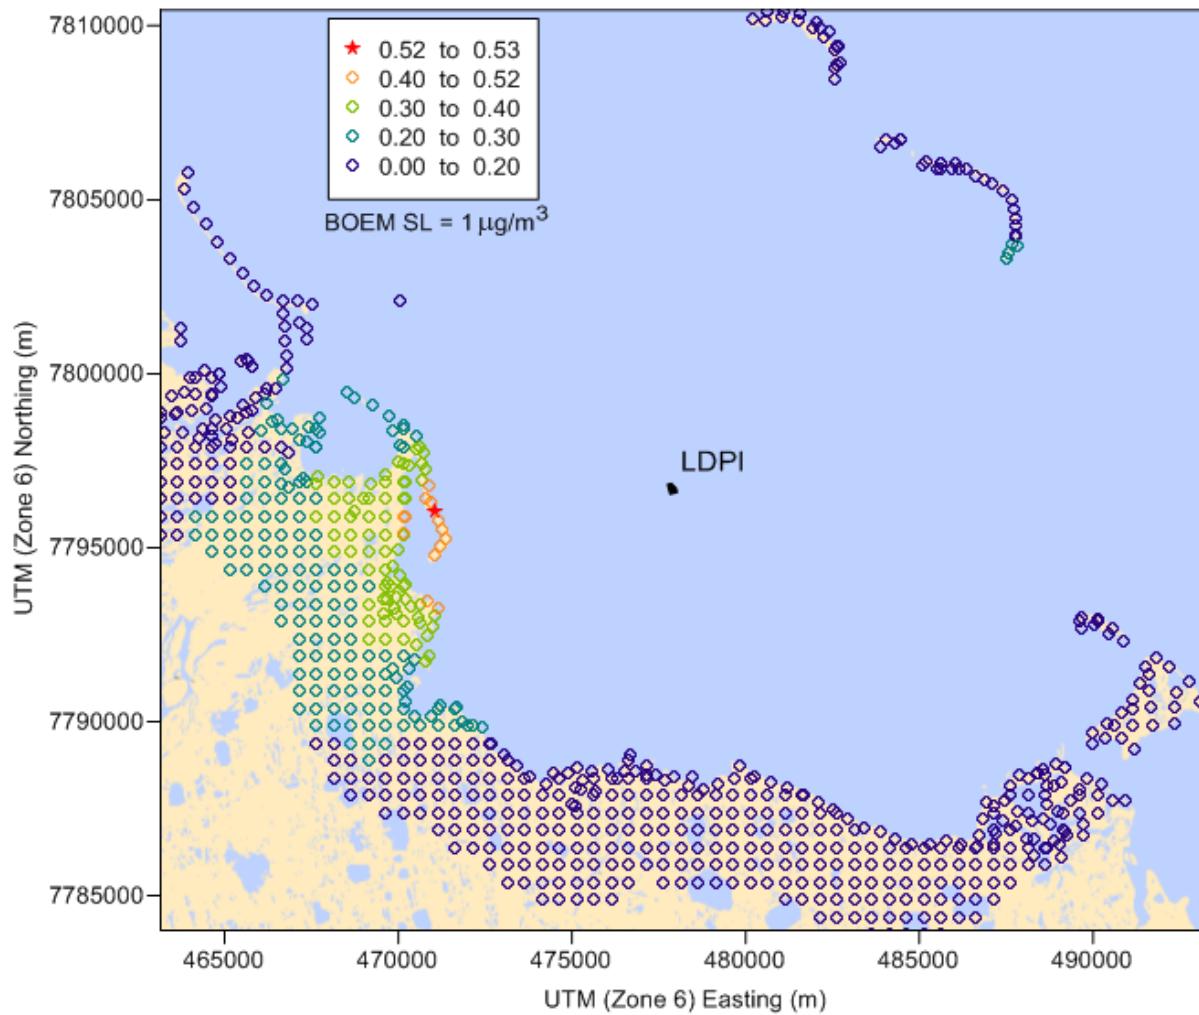 7810000
7805000
7800000
7795000
7790000
7785000
UTM (Zone 6) Northing (m)
0.52 to 0.53
0.40 to 0.52
0.30 to 0.40
0.20 to 0.30
0.00 to 0.20
BOEM SL = 1 μg/m³
LDPI
465000 470000 475000 480000 485000 490000
UTM (Zone 6) Easting (m)